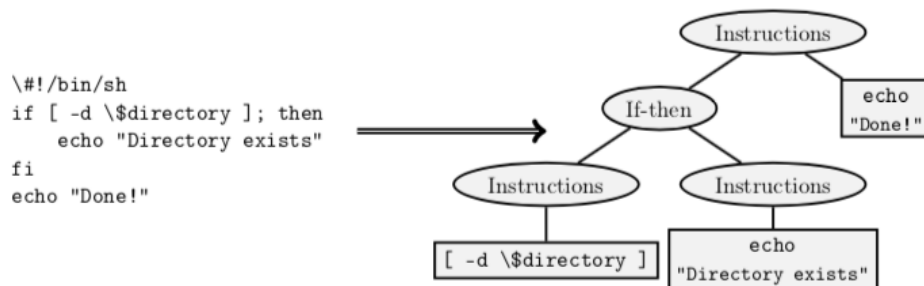 \#!/bin/sh
if [ -d \$directory ]; then
    echo "Directory exists"
fi
echo "Done!"
Instructions
If-then
echo
"Done!"
Instructions
Instructions
[ -d \$directory ]
echo
"Directory exists"